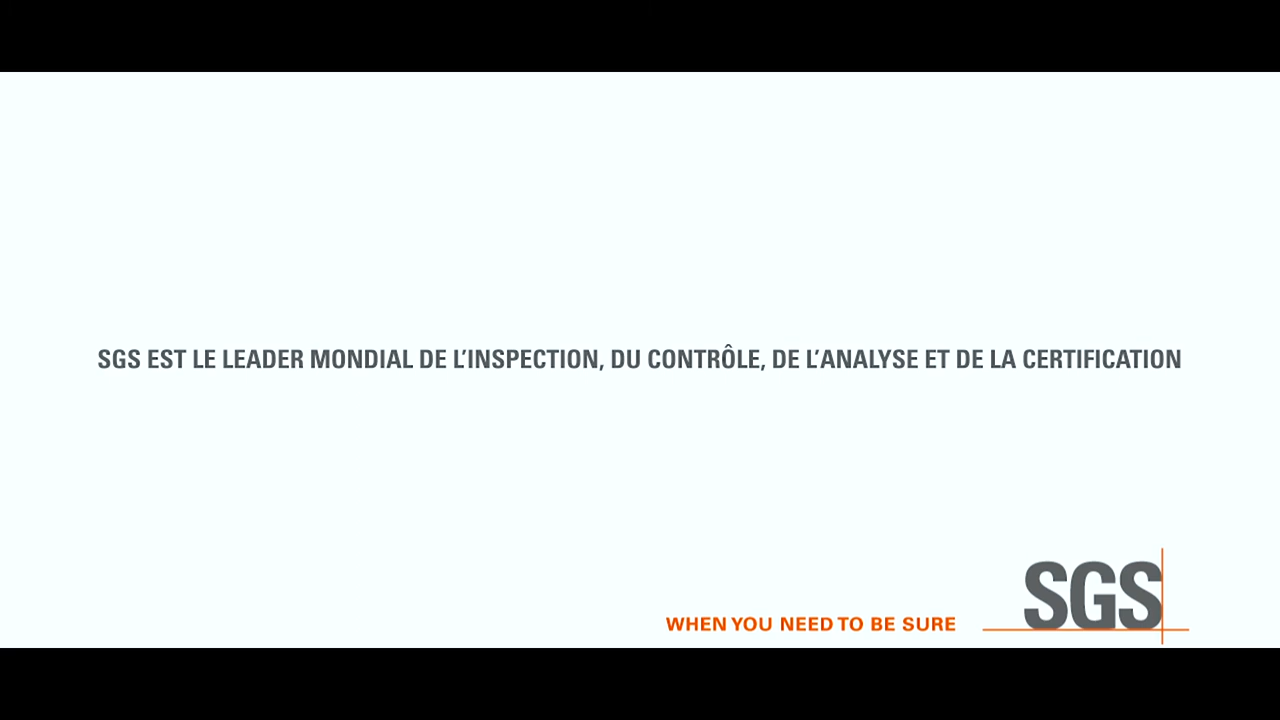 SGS EST LE LEADER MONDIAL DE L’INSPECTION, DU CONTRÔLE, DE L’ANALYSE ET DE LA CERTIFICATION
WHEN YOU NEED TO BE SURE
SGS